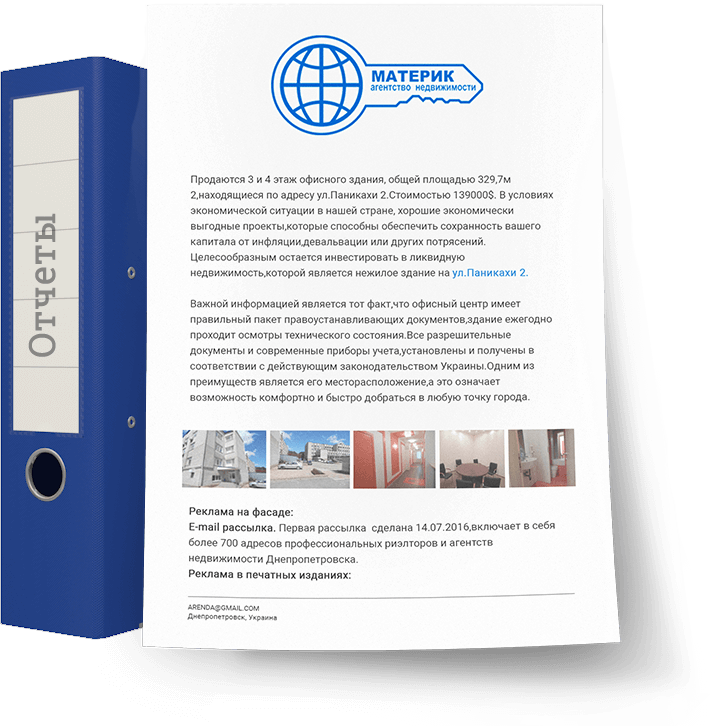 Отчеты
МАТЕРИК
агентство недвижимости
Продаются 3 и 4 этаж офисного здания, общей площадью 329,7м
2,находящиеся по адресу ул.Паникахи 2.Стоимостью 139000$. В условиях
экономической ситуации в нашей стране, хорошие экономически
выгодные проекты,которые способны обеспечить сохранность вашего
капитала от инфляции,девальвации или других потрясений.
Целесообразным остается инвестировать в ликвидную
недвижимость,которой является нежилое здание на ул.Паникахи 2.
Важной информацией является тот факт,что офисный центр имеет
правильный пакет правоустанавливающих документов,здание ежегодно
проходит осмотры технического состояния.Все разрешительные
документы и современные приборы учета,установлены и получены в
соответствии с действующим законодательством Украины.Одним из
преимуществ является его месторасположение,а это означает
возможность комфортно и быстро добраться в любую точку города.
Реклама на фасаде:
E-mail рассылка. Первая рассылка сделана 14.07.2016,включает в себя
более 700 адресов профессиональных риэлторов и агентств
недвижимости Днепропетровска.
Реклама в печатных изданиях:
ARENDA@GMAIL.COM
Днепропетровск, Украина